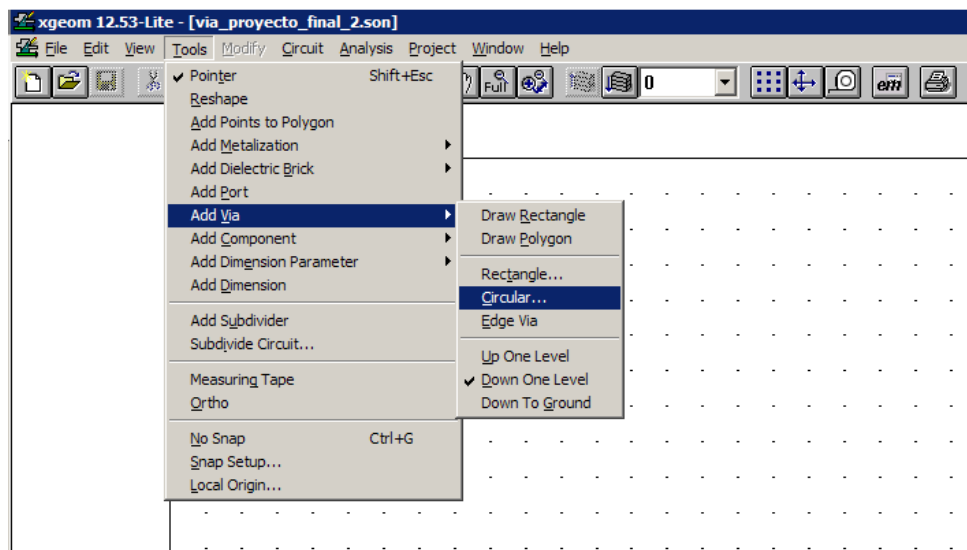 xgeom 12.53-Lite - [via_proyecto_final_2.son]
File Edit View Tools Modify Circuit Analysis Project Window Help
Full 0 em
Pointer Shift+Esc
Reshape
Add Points to Polygon
Add Metalization
Add Dielectric Brick
Add Port
Add Via
Add Component
Add Dimension Parameter
Add Dimension
Add Subdivider
Subdivide Circuit...
Measuring Tape
Ortho
No Snap Ctrl+G
Snap Setup...
Local Origin...
Draw Rectangle
Draw Polygon
Rectangle...
Circular...
Edge Via
Up One Level
Down One Level
Down To Ground